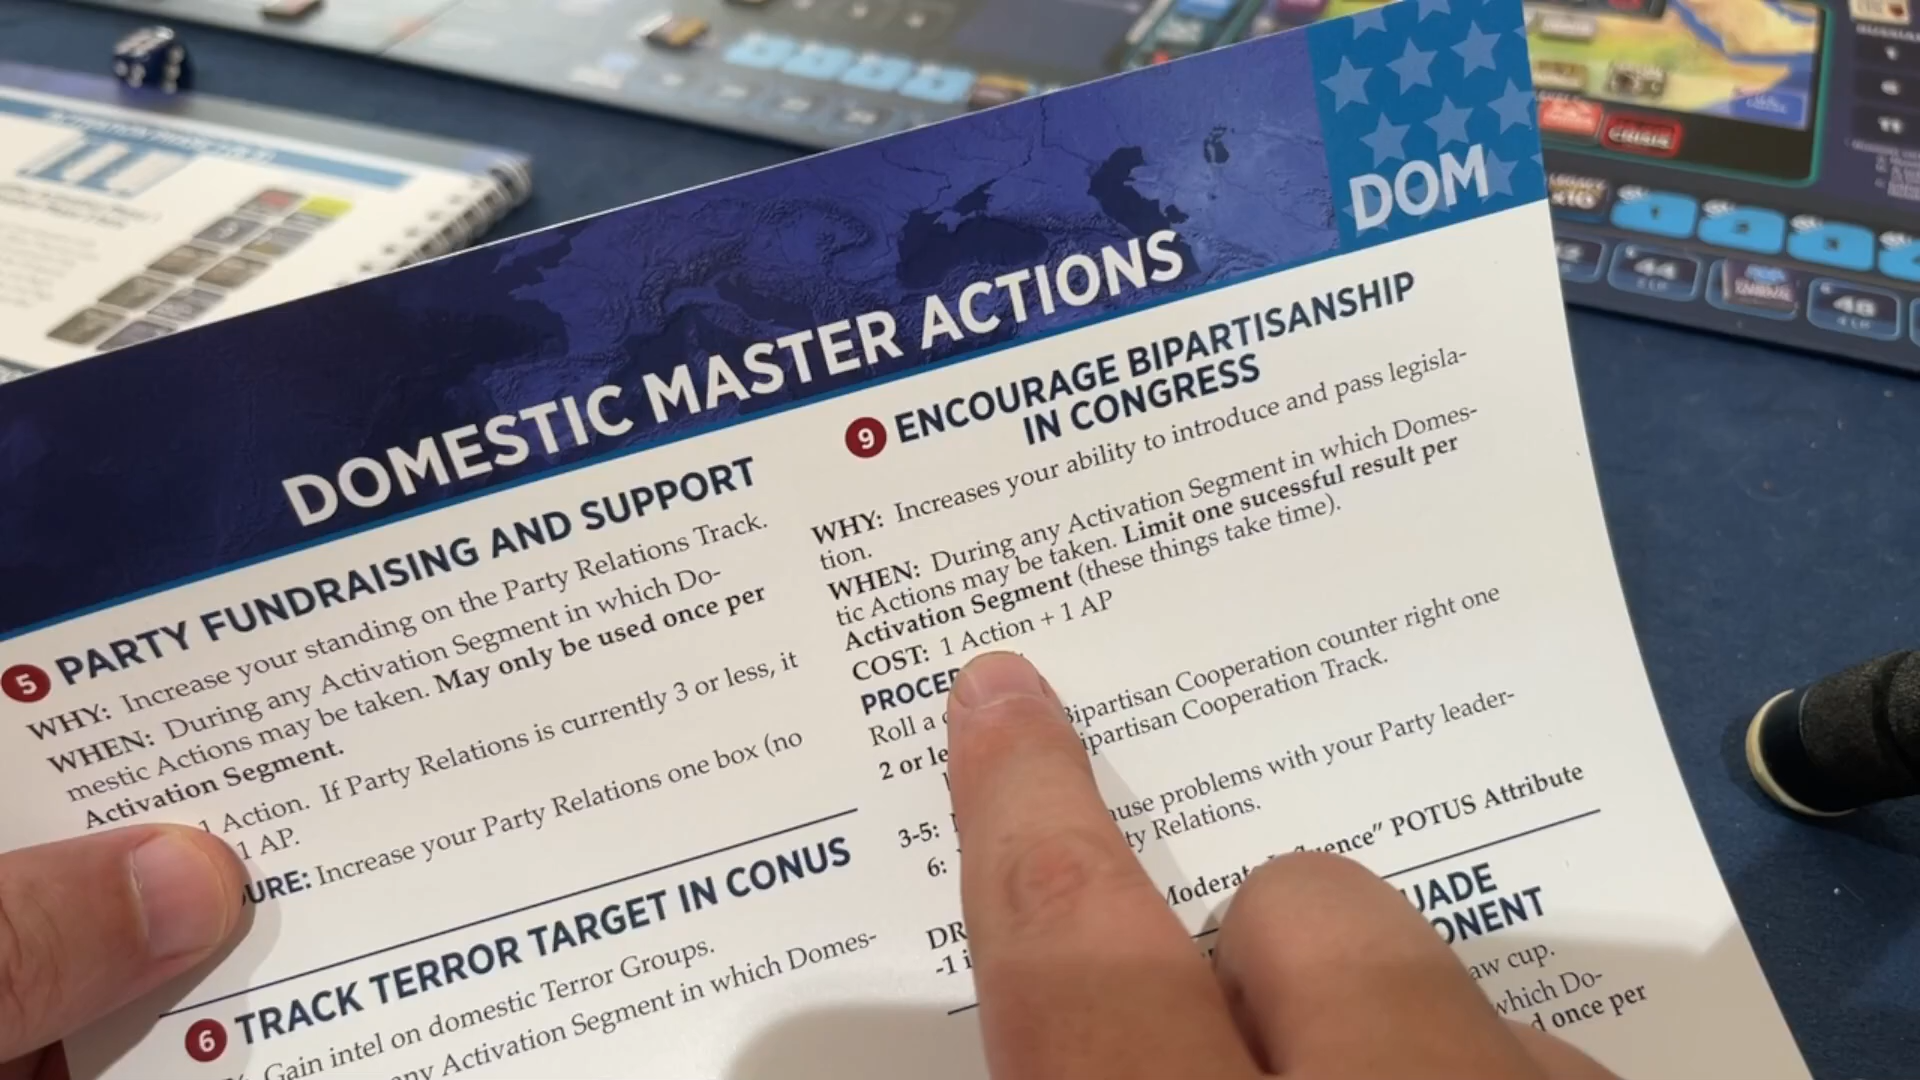 DOM
DOMESTIC MASTER ACTIONS
5 PARTY FUNDRAISING AND SUPPORT
WHY: Increase your standing on the Party Relations Track.
WHEN: During any Activation Segment in which Do-
mestic Actions may be taken. May only be used once per
Activation Segment.
1 Action. If Party Relations is currently 3 or less, it
1 AP.
URE: Increase your Party Relations one box (no
6 TRACK TERROR TARGET IN CONUS
Gain intel on domestic Terror Groups.
ny Activation Segment in which Domes-
9 ENCOURAGE BIPARTISANSHIP
IN CONGRESS
WHY: Increases your ability to introduce and pass legisla-
tion.
WHEN: During any Activation Segment in which Domes-
tic Actions may be taken. Limit one sucessful result per
Activation Segment (these things take time).
COST: 1 Action + 1 AP
PROCE
Roll a
2 or le Bipartisan Cooperation counter right one
ipartisan Cooperation Track.
3-5:
6: ause problems with your Party leader-
ty Relations.
DR
-1 i Moderate Influence" POTUS Attribute
UADE
ONENT
aw cup.
which Do-
d once per
CRISIS
44
48